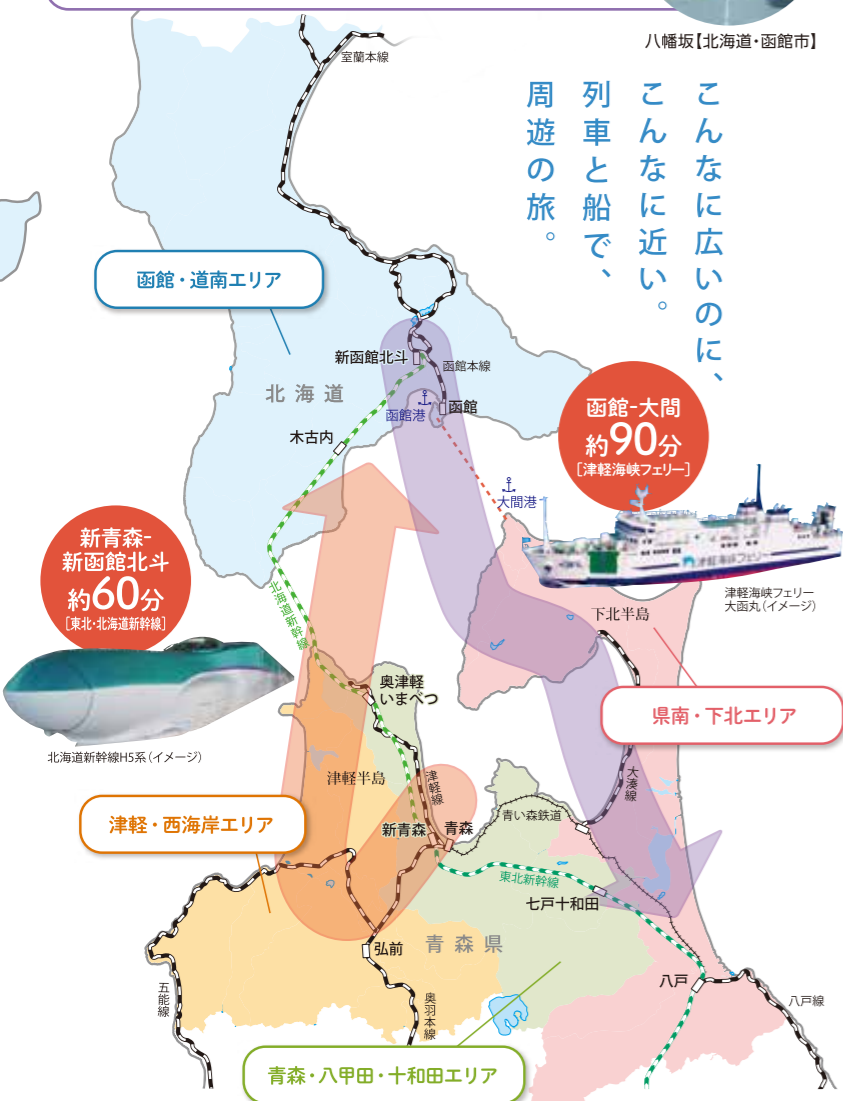 八幡坂【北海道・函館市】
こんなに広いのに、
こんなに近い。
列車と船で、
周遊の旅。
室蘭本線
函館・道南エリア
新函館北斗
函館本線
北海道
函館港
函館
木古内
函館-大間
約90分
［津軽海峡フェリー］
大間港
津軽海峡フェリー
津軽海峡フェリー
大函丸（イメージ）
新青森-
新函館北斗
約60分
［東北・北海道新幹線］
北海道新幹線
北海道新幹線H5系（イメージ）
下北半島
奥津軽
いまべつ
県南・下北エリア
津軽半島
津軽線
大湊線
津軽・西海岸エリア
新青森
青森
青い森鉄道
東北新幹線
七戸十和田
弘前
青森県
八戸
八戸線
五能線
奥羽本線
青森・八甲田・十和田エリア